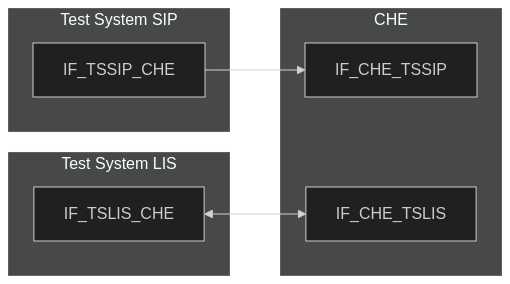 Test System SIP
CHE
IF_TSSIP_CHE
IF_CHE_TSSIP
Test System LIS
IF_TSLIS_CHE
IF_CHE_TSLIS